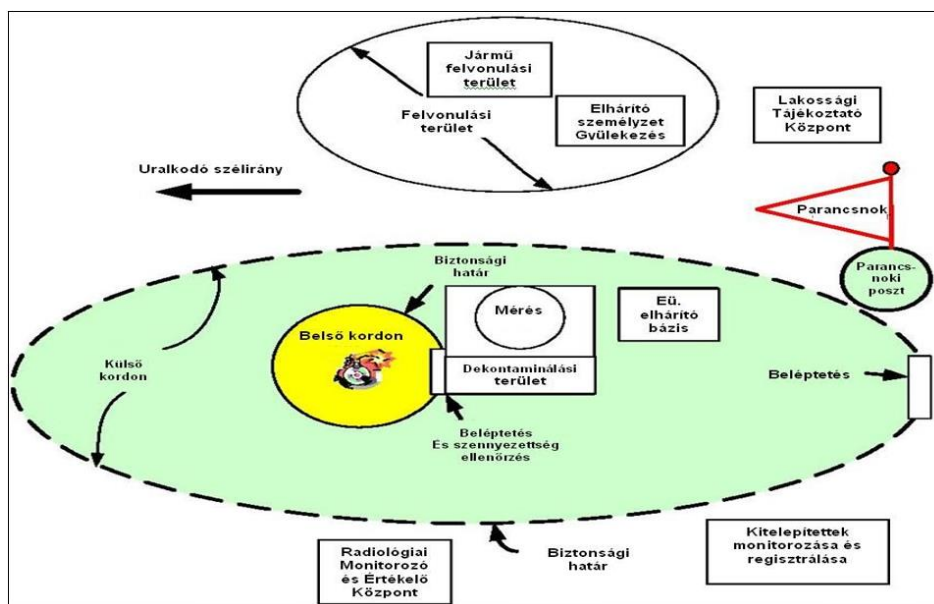 Jármű
felvonulási
terület
Felvonulási
terület
Elhárító
személyzet
Gyülekezés
Lakossági
Tájékoztató
Központ
Uralkodó szélirány
Parancsnok
Parancs-
noki
poszt
Biztonsági
határ
Mérés
Eü.
elhárító
bázis
Belső kordon
Külső
kordon
Dekontaminálási
terület
Beléptetés
Beléptetés
És szennyezettség
ellenőrzés
Radiológiai
Monitorozó
és Értékelő
Központ
Biztonsági
határ
Kitelepítettek
monitorozása és
regisztrálása